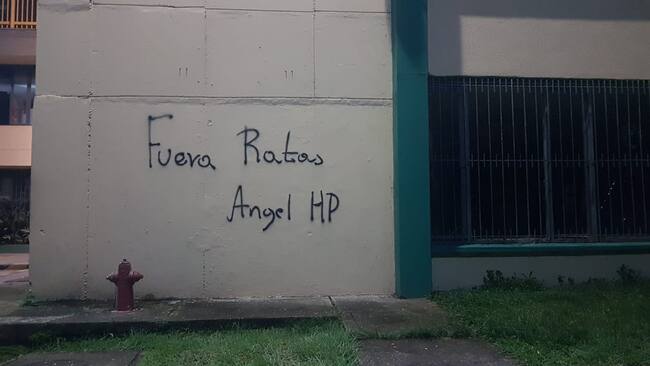 Fuera Ratas
Angel HP